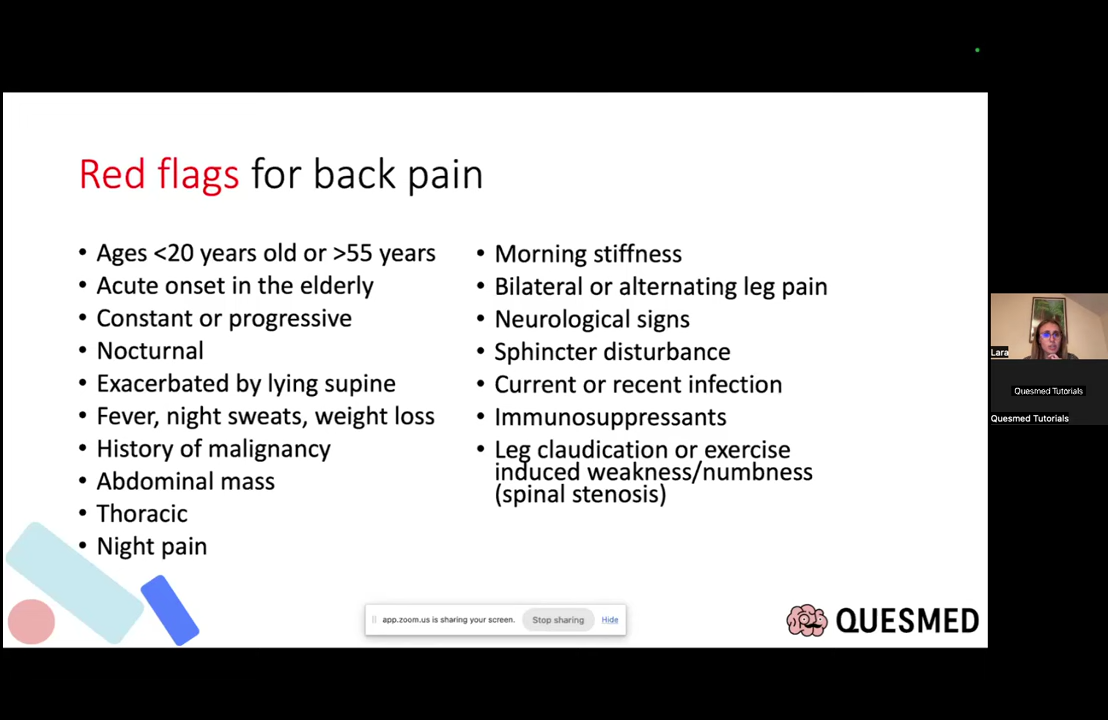 Red flags for back pain
• Ages <20 years old or >55 years
• Acute onset in the elderly
• Constant or progressive
• Nocturnal
• Exacerbated by lying supine
• Fever, night sweats, weight loss
• History of malignancy
• Abdominal mass
• Thoracic
• Night pain
• Morning stiffness
• Bilateral or alternating leg pain
• Neurological signs
• Sphincter disturbance
• Current or recent infection
• Immunosuppressants
• Leg claudication or exercise
induced weakness/numbness
(spinal stenosis)
app.zoom.us is sharing your screen. Stop sharing Hide
QUESMED
Lara
Quesmed Tutorials
Quesmed Tutorials